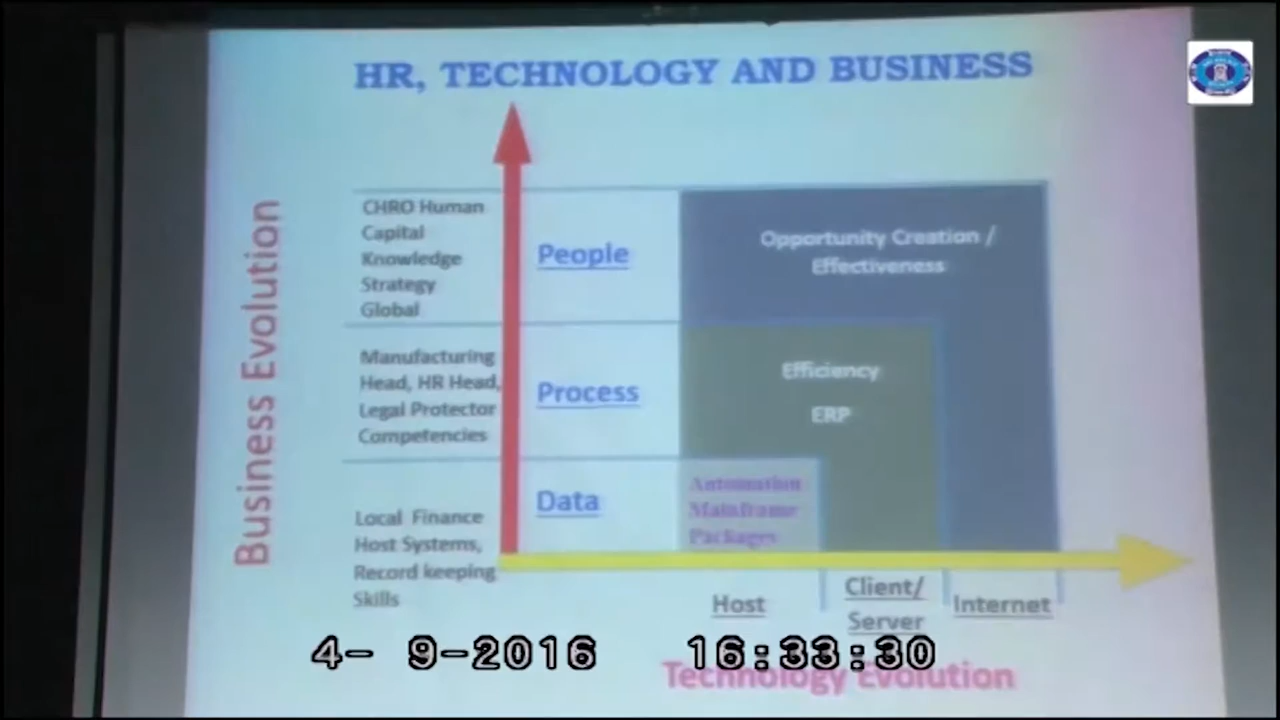 HR, TECHNOLOGY AND BUSINESS
Business Evolution
CHRO Human
Capital
Knowledge
Strategy
Global
People
Opportunity Creation /
Effectiveness
Manufacturing
Head, HR Head,
Legal Protector
Competencies
Process
Efficiency
ERP
Local Finance
Host Systems,
Record keeping
Skills
Data
Automation
Mainframe
Packages
Host
Client/
Server
Internet
4- 9-2016 16:33:30
Technology Evolution